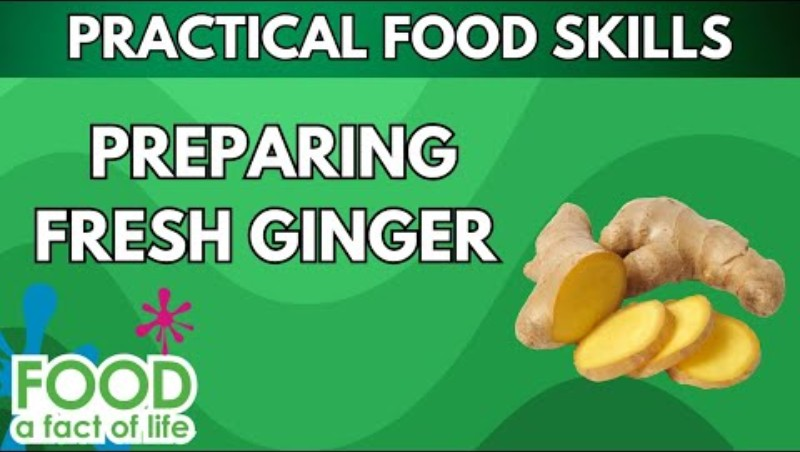 PRACTICAL FOOD SKILLS
PREPARING
FRESH GINGER
FOOD
a fact of life